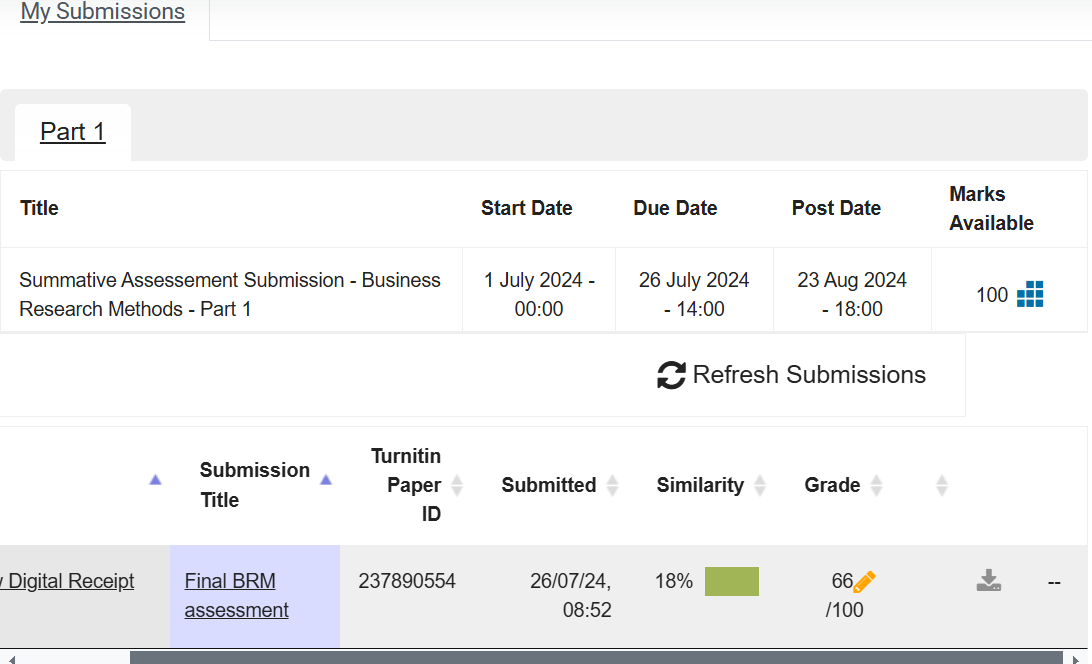 My Submissions
Part 1
Title
Start Date
Due Date
Post Date
Marks
Available
Summative Assessement Submission - Business
Research Methods - Part 1
1 July 2024 -
00:00
26 July 2024
- 14:00
23 Aug 2024
- 18:00
100
Refresh Submissions
Submission
Title
Turnitin
Paper
ID
Submitted
Similarity
Grade
Digital Receipt
Final BRM
assessment
237890554
26/07/24,
08:52
18%
66
/100
--